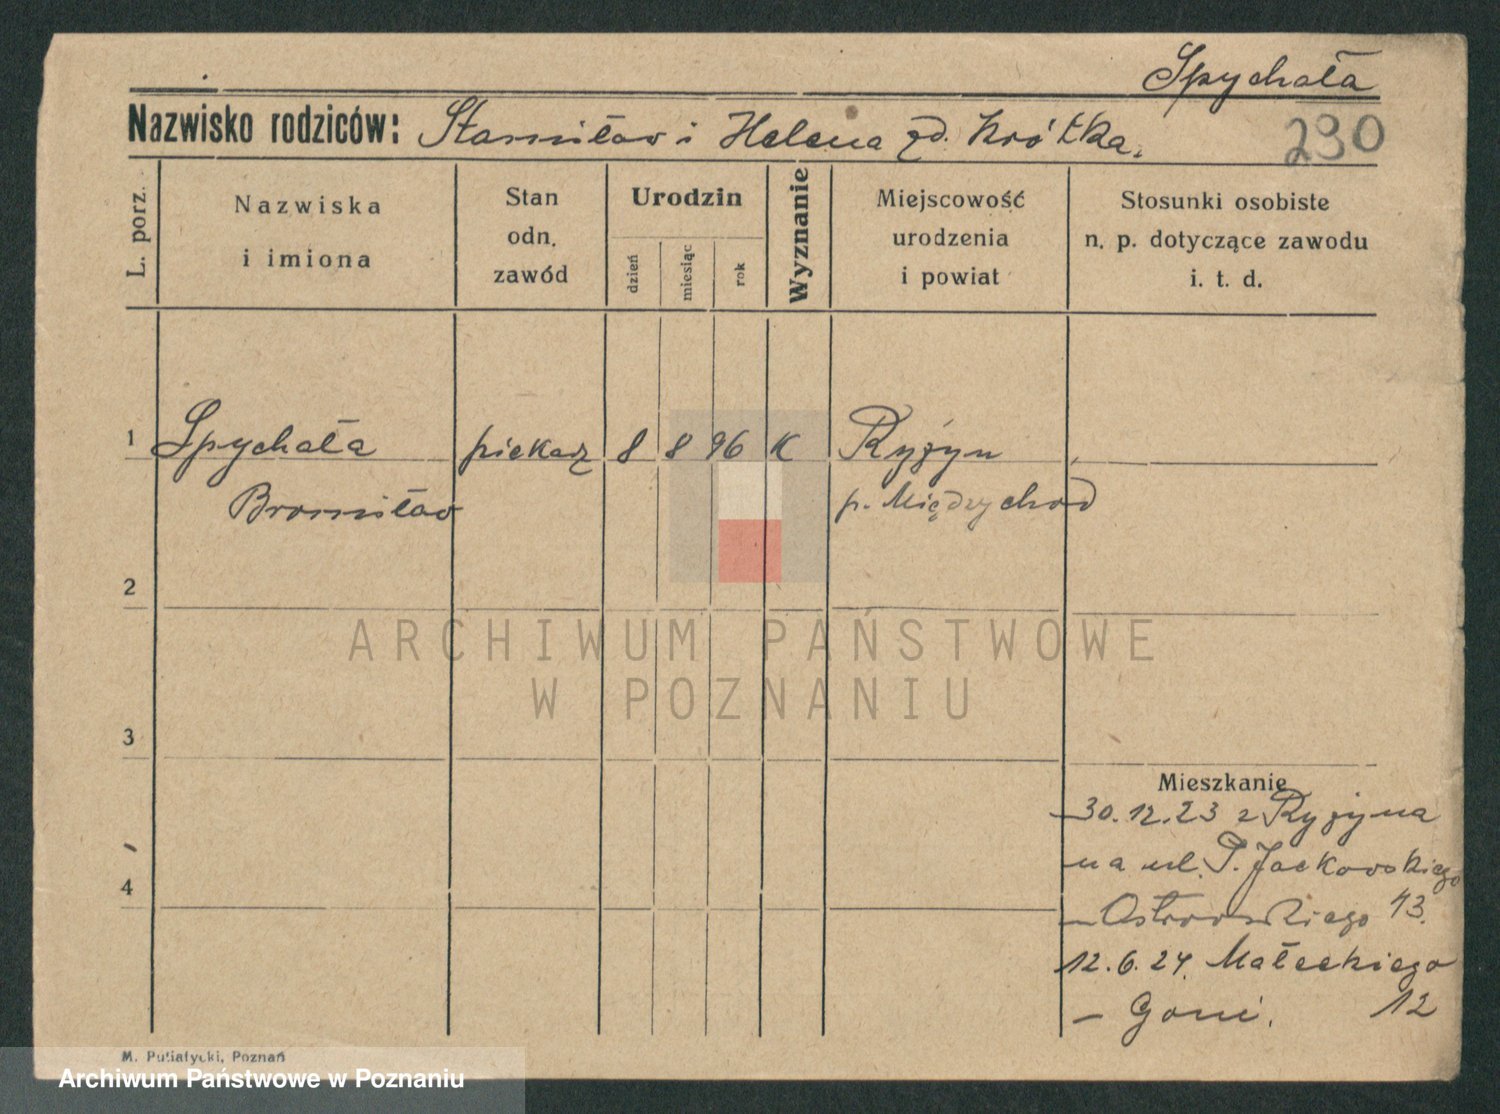 Spychała
Nazwisko rodziców: Stanisław i Helena zd. Krótka.
230
L. porz.
Nazwiska
i imiona
Stan
odn.
zawód
Urodzin
dzień
miesiąc
rok
Wyznanie
Miejscowość
urodzenia
i powiat
Stosunki osobiste
n. p. dotyczące zawodu
i. t. d.
1 Spychała piekarz 8 8 96 K Ryżyn
Bronisław p. Międzychód
2
ARCHIWUM PAŃSTWOWE
W POZNANIU
3
Mieszkanie
30.12.23 z Ryżyna
na ul. P. Jackowskiego
4
– Ostrowskiego 13.
12.6.24. Małeckiego
– Goni. 12
M. Putiatycki, Poznań
Archiwum Państwowe w Poznaniu